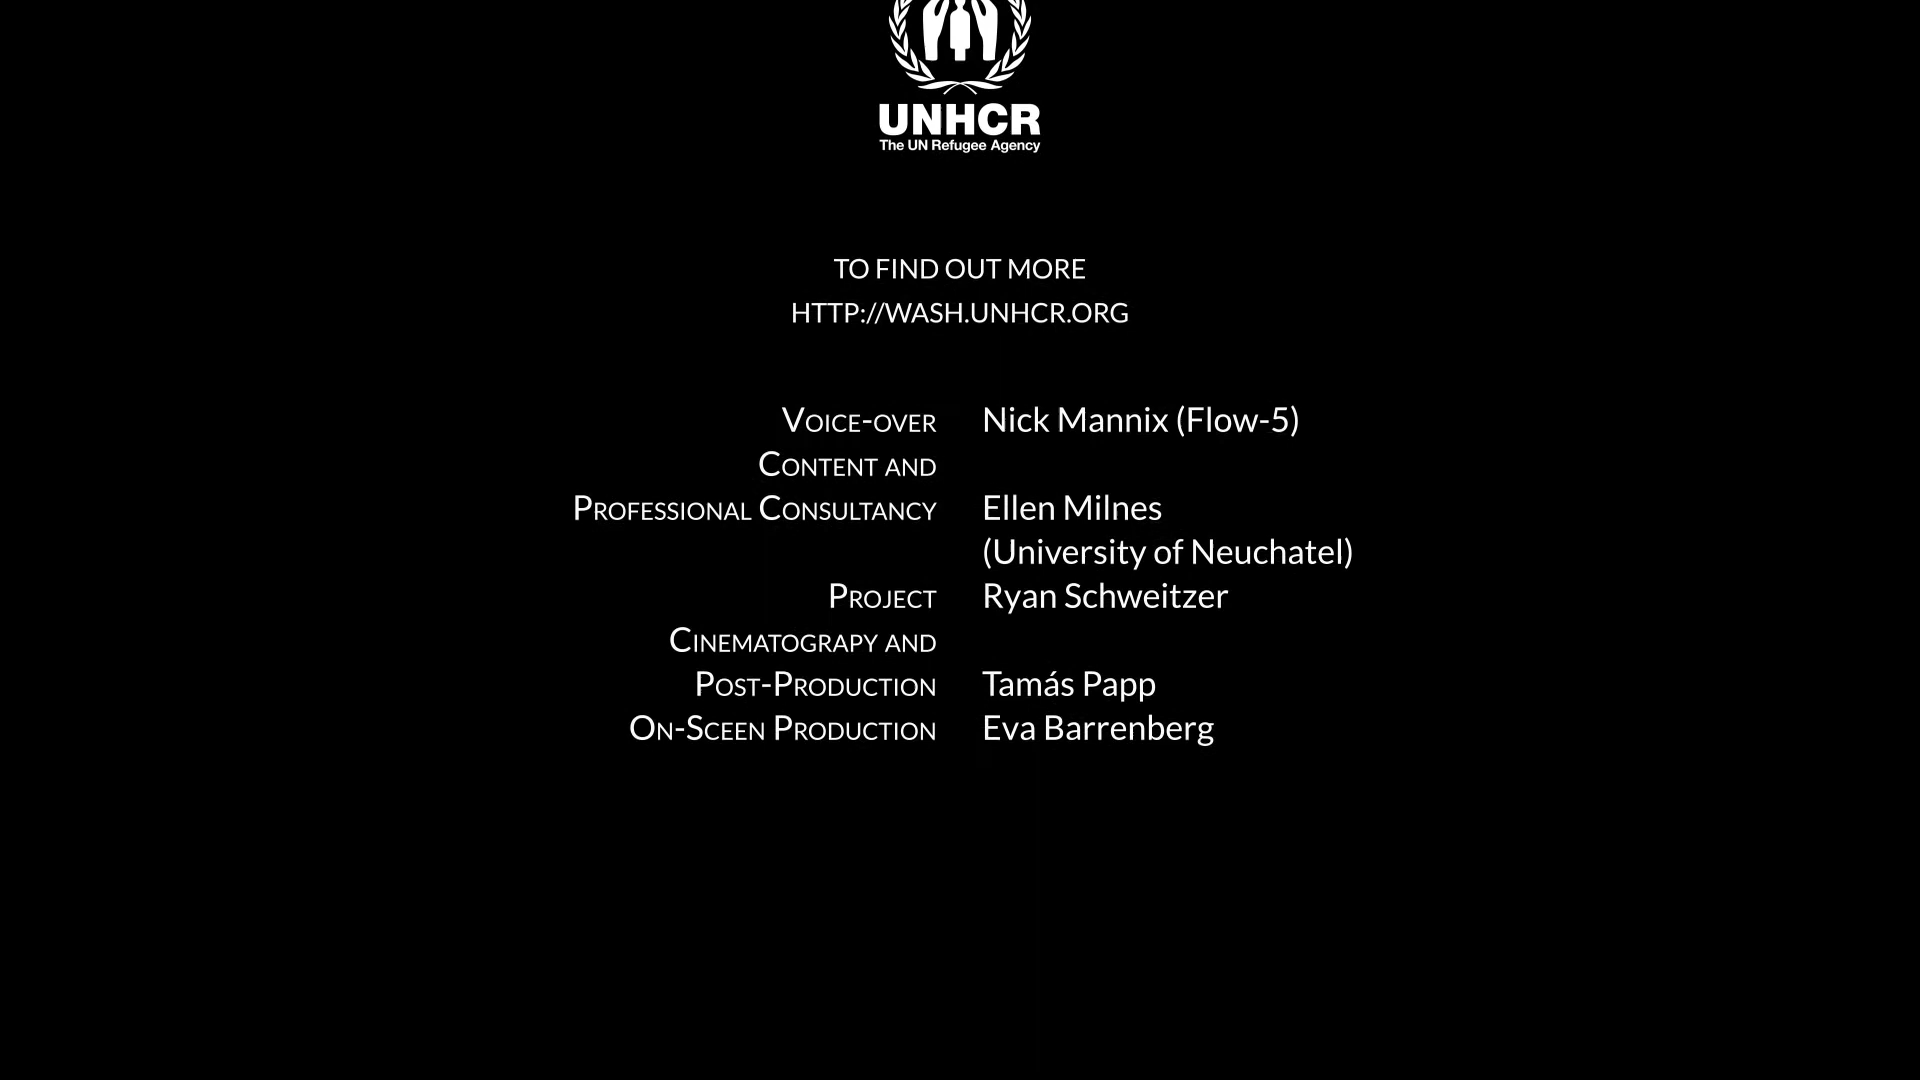 UNHCR
The UN Refugee Agency
TO FIND OUT MORE
HTTP://WASH.UNHCR.ORG
Voice-over Nick Mannix (Flow-5)
Content and
Professional Consultancy Ellen Milnes
(University of Neuchatel)
Project Ryan Schweitzer
Cinematograpy and
Post-Production Tamás Papp
On-Sceen Production Eva Barrenberg